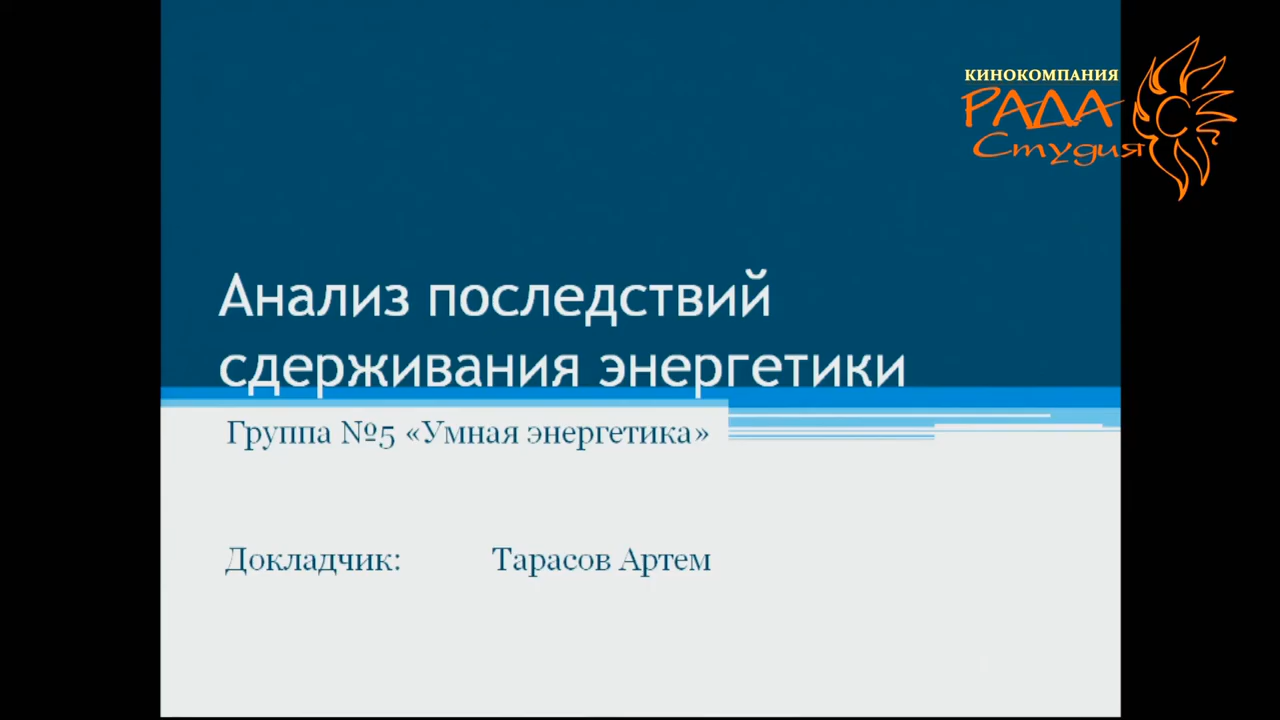 КИНОКОМПАНИЯ
РАДА
Студия
Анализ последствий
сдерживания энергетики
Группа №5 «Умная энергетика»
Докладчик: Тарасов Артем